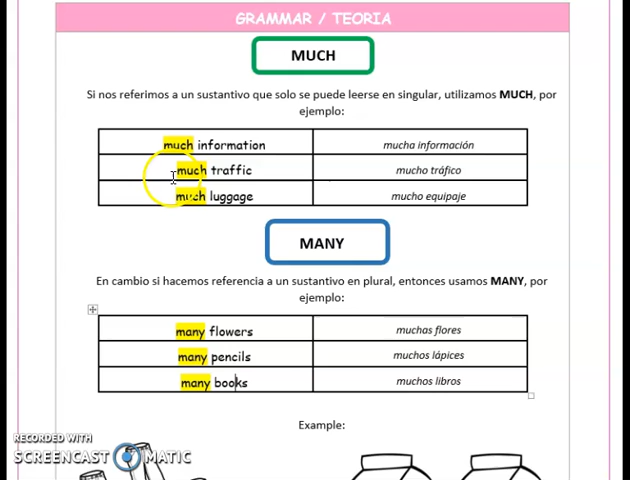 GRAMMAR / TEORIA
MUCH
Si nos referimos a un sustantivo que solo se puede leerse en singular, utilizamos MUCH, por
ejemplo:
much information mucha información
much traffic mucho tráfico
much luggage mucho equipaje
MANY
En cambio si hacemos referencia a un sustantivo en plural, entonces usamos MANY, por
ejemplo:
many flowers muchas flores
many pencils muchos lápices
many books muchos libros
Example:
RECORDED WITH
SCREENCAST MATIC